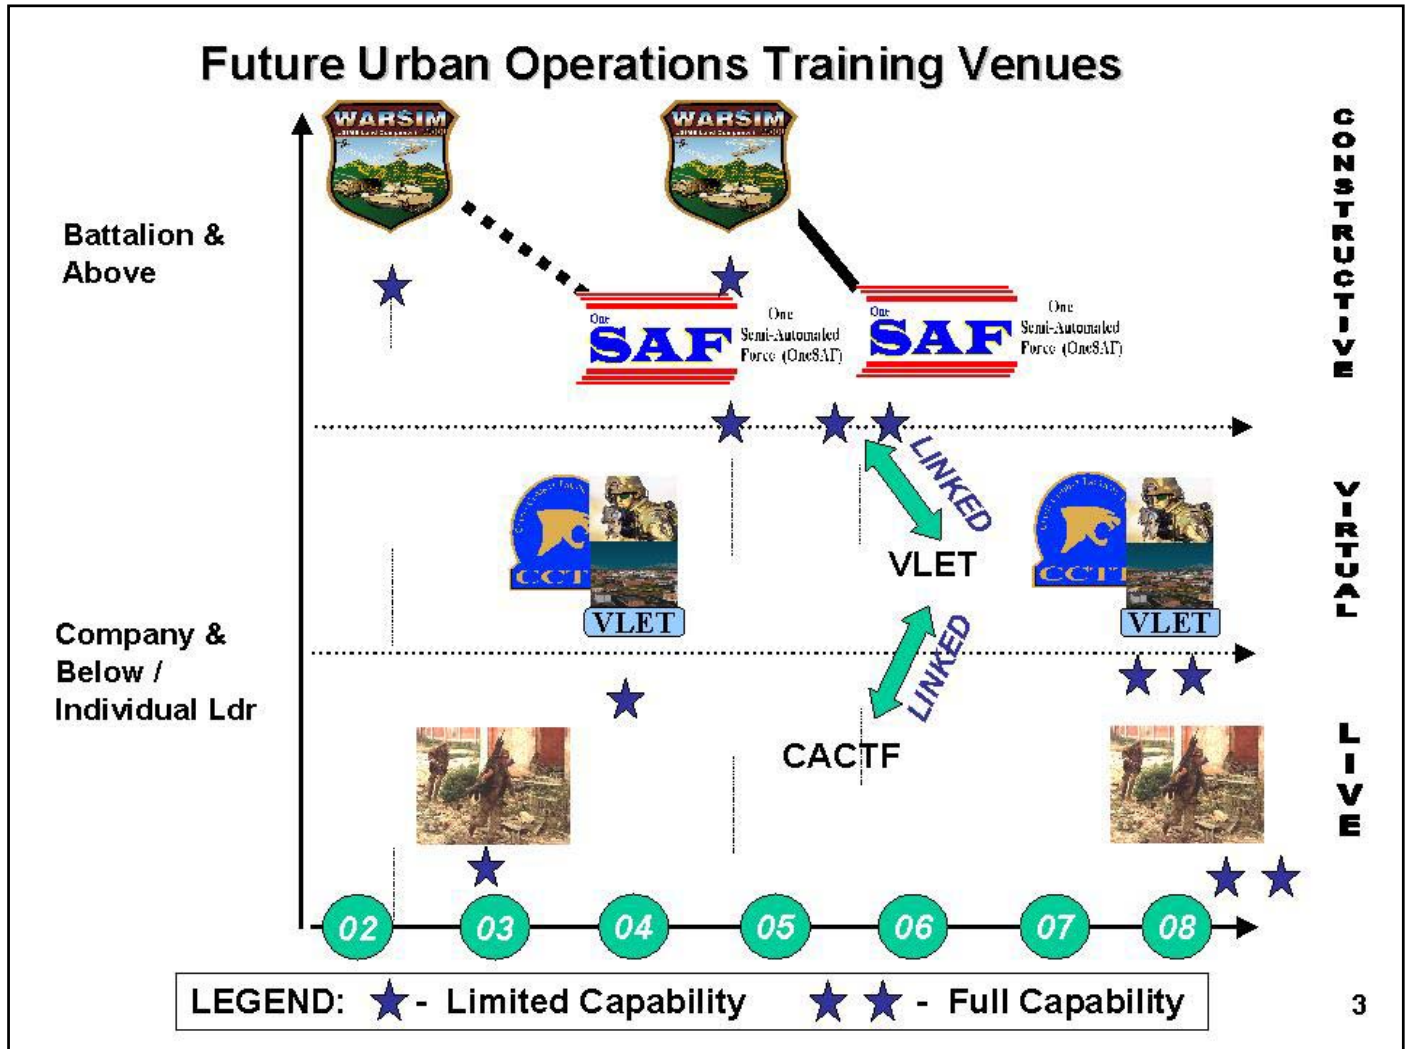 Future Urban Operations Training Venues
WARSIM
WARSIM
CONSTRUCTIVE
Battalion &
Above
One
SAF
One
Semi-Automated
Force (OneSAF)
One
SAF
One
Semi-Automated
Force (OneSAF)
LINKED
VIRTUAL
CCTT
VLET
VLET
CCTT
VLET
Company &
Below /
Individual Ldr
LINKED
CACTF
LIVE
02
03
04
05
06
07
08
LEGEND:
- Limited Capability
- Full Capability
3